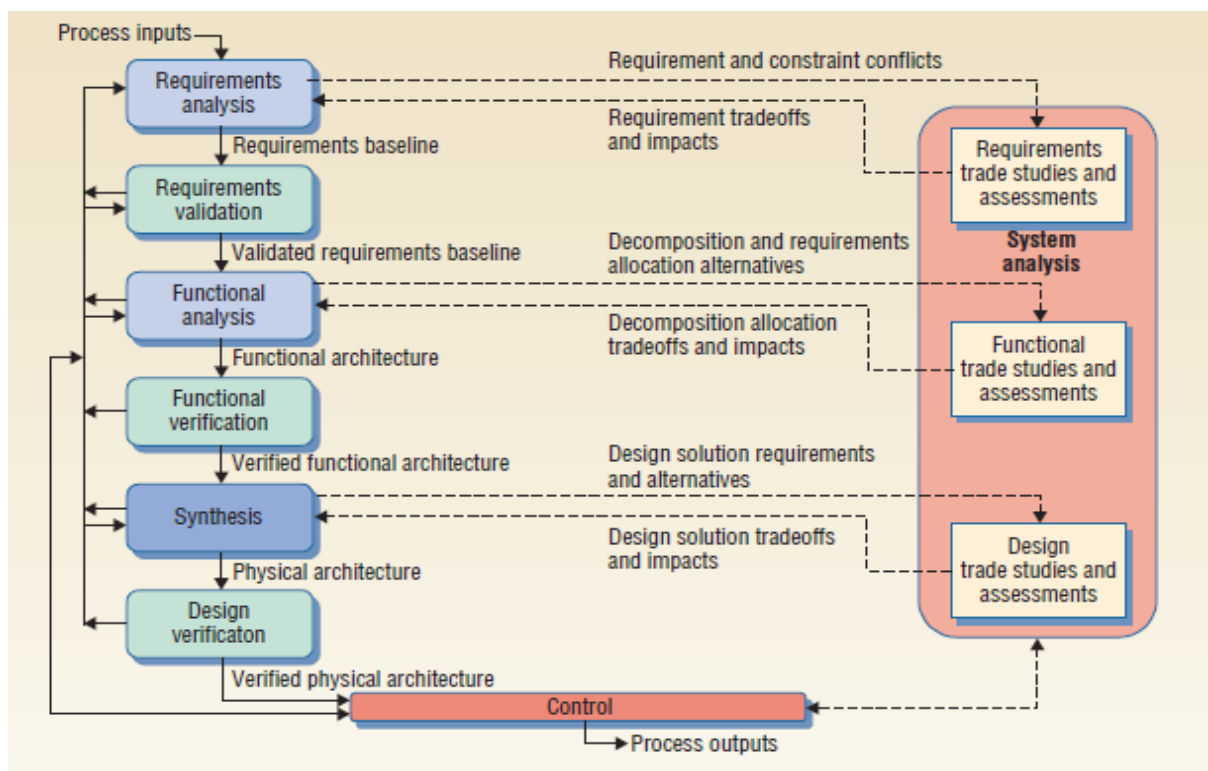 Process inputs
Requirements
analysis
Requirement and constraint conflicts
Requirement tradeoffs
and impacts
Requirements baseline
Requirements
trade studies and
assessments
Requirements
validation
System
analysis
Validated requirements baseline
Decomposition and requirements
allocation alternatives
Functional
analysis
Decomposition allocation
tradeoffs and impacts
Functional architecture
Functional
trade studies and
assessments
Functional
verification
Verified functional architecture
Design solution requirements
and alternatives
Synthesis
Design solution tradeoffs
and impacts
Physical architecture
Design
trade studies and
assessments
Design
verificaton
Verified physical architecture
Control
Process outputs